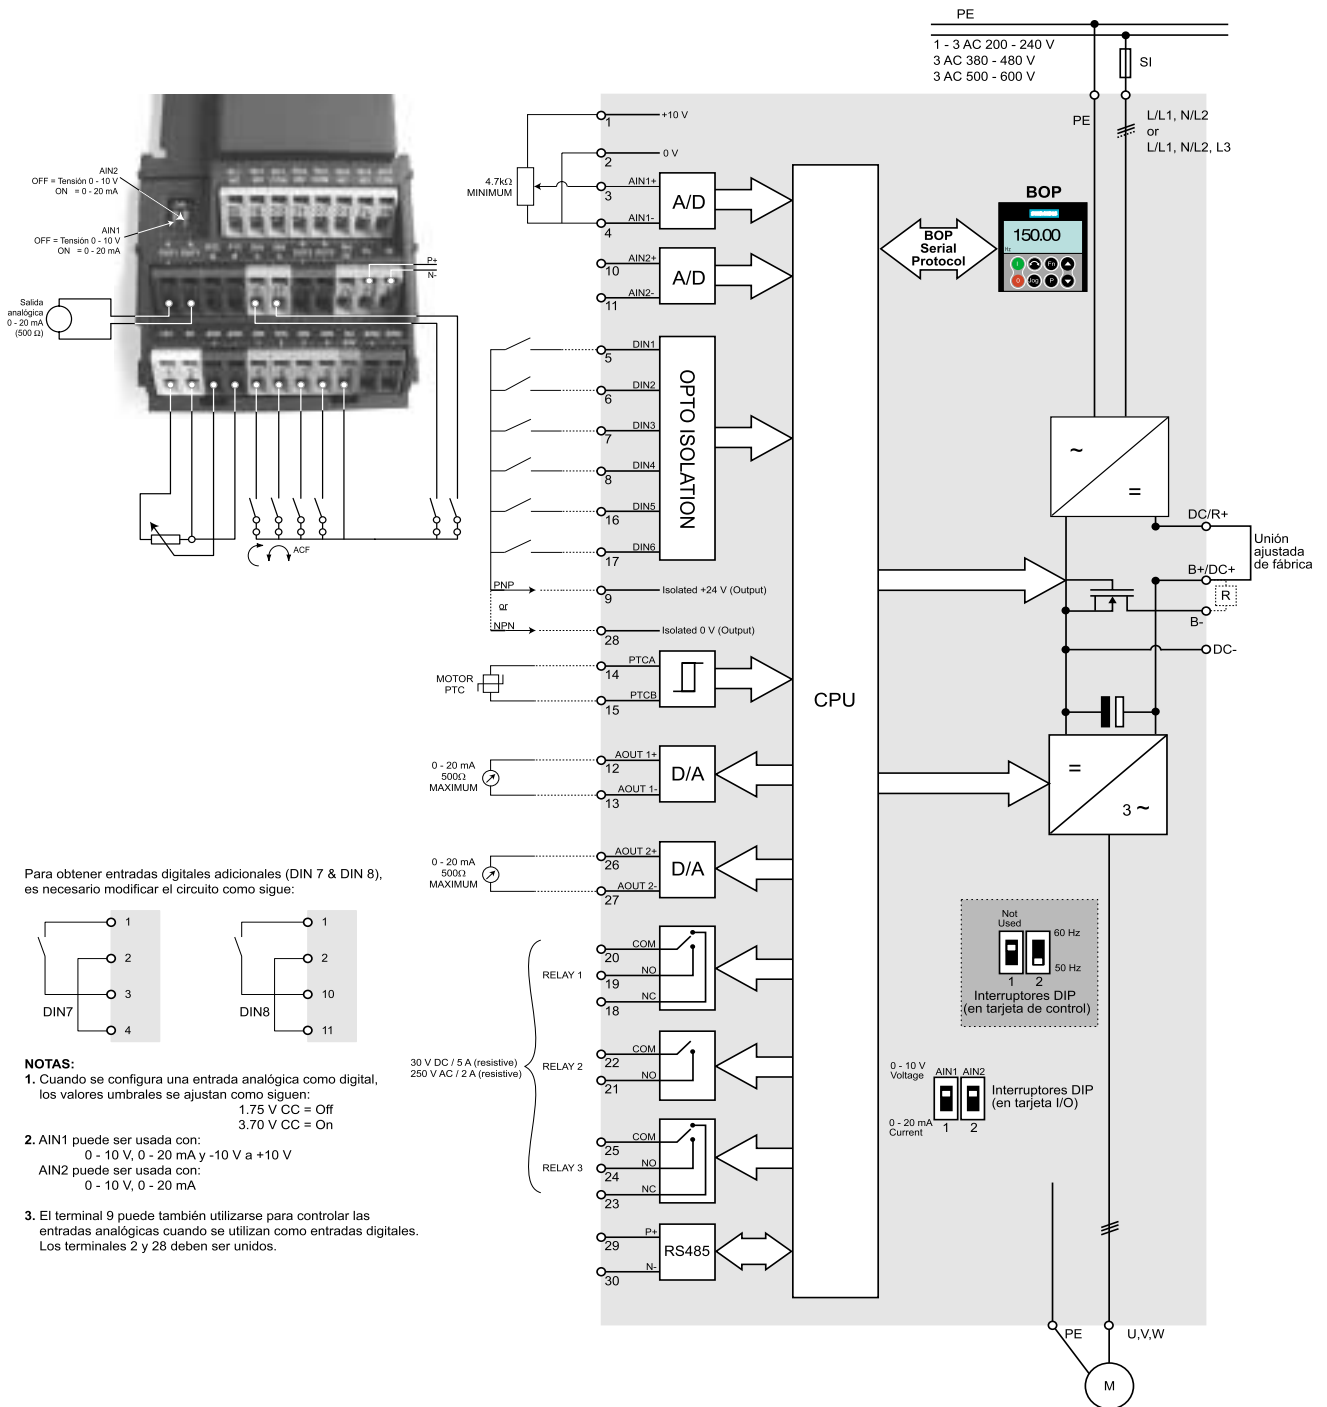 PE
1 - 3 AC 200 - 240 V
3 AC 380 - 480 V
3 AC 500 - 600 V
SI
PE
L/L1, N/L2
or
L/L1, N/L2, L3
AIN2
OFF = Tensión 0 - 10 V
ON = 0 - 20 mA
AIN1
OFF = Tensión 0 - 10 V
ON = 0 - 20 mA
P+
N-
Salida
analógica
0 - 20 mA
(500 Ω)
ACF
4.7kΩ
MINIMUM
1
+10 V
2
0 V
AIN1+
3
AIN1-
4
A/D
AIN2+
10
AIN2-
11
A/D
DIN1
5
DIN2
6
DIN3
7
DIN4
8
DIN5
16
DIN6
17
OPTO ISOLATION
PNP
or
NPN
9
Isolated +24 V (Output)
28
Isolated 0 V (Output)
MOTOR
PTC
PTCA
14
PTCB
15
0 - 20 mA
500Ω
MAXIMUM
AOUT 1+
12
AOUT 1-
13
D/A
0 - 20 mA
500Ω
MAXIMUM
AOUT 2+
26
AOUT 2-
27
D/A
30 V DC / 5 A (resistive)
250 V AC / 2 A (resistive)
RELAY 1
COM
20
NO
19
NC
18
RELAY 2
COM
22
NO
21
RELAY 3
COM
25
NO
24
NC
23
P+
29
N-
30
RS485
CPU
BOP
Serial
Protocol
BOP
SIEMENS
150.00
Hz
I
Fn
0
Jog
P
~
=
DC/R+
B+/DC+
R
B-
DC-
Unión
ajustada
de fábrica
=
3 ~
Not
Used
60 Hz
50 Hz
1 2
Interruptores DIP
(en tarjeta de control)
0 - 10 V
Voltage
AIN1 AIN2
0 - 20 mA
Current
1 2
Interruptores DIP
(en tarjeta I/O)
PE
U,V,W
M
Para obtener entradas digitales adicionales (DIN 7 & DIN 8),
es necesario modificar el circuito como sigue:
1
2
3
4
DIN7
1
2
10
11
DIN8
NOTAS:
1. Cuando se configura una entrada analógica como digital,
los valores umbrales se ajustan como siguen:
1.75 V CC = Off
3.70 V CC = On
2. AIN1 puede ser usada con:
0 - 10 V, 0 - 20 mA y -10 V a +10 V
AIN2 puede ser usada con:
0 - 10 V, 0 - 20 mA
3. El terminal 9 puede también utilizarse para controlar las
entradas analógicas cuando se utilizan como entradas digitales.
Los terminales 2 y 28 deben ser unidos.